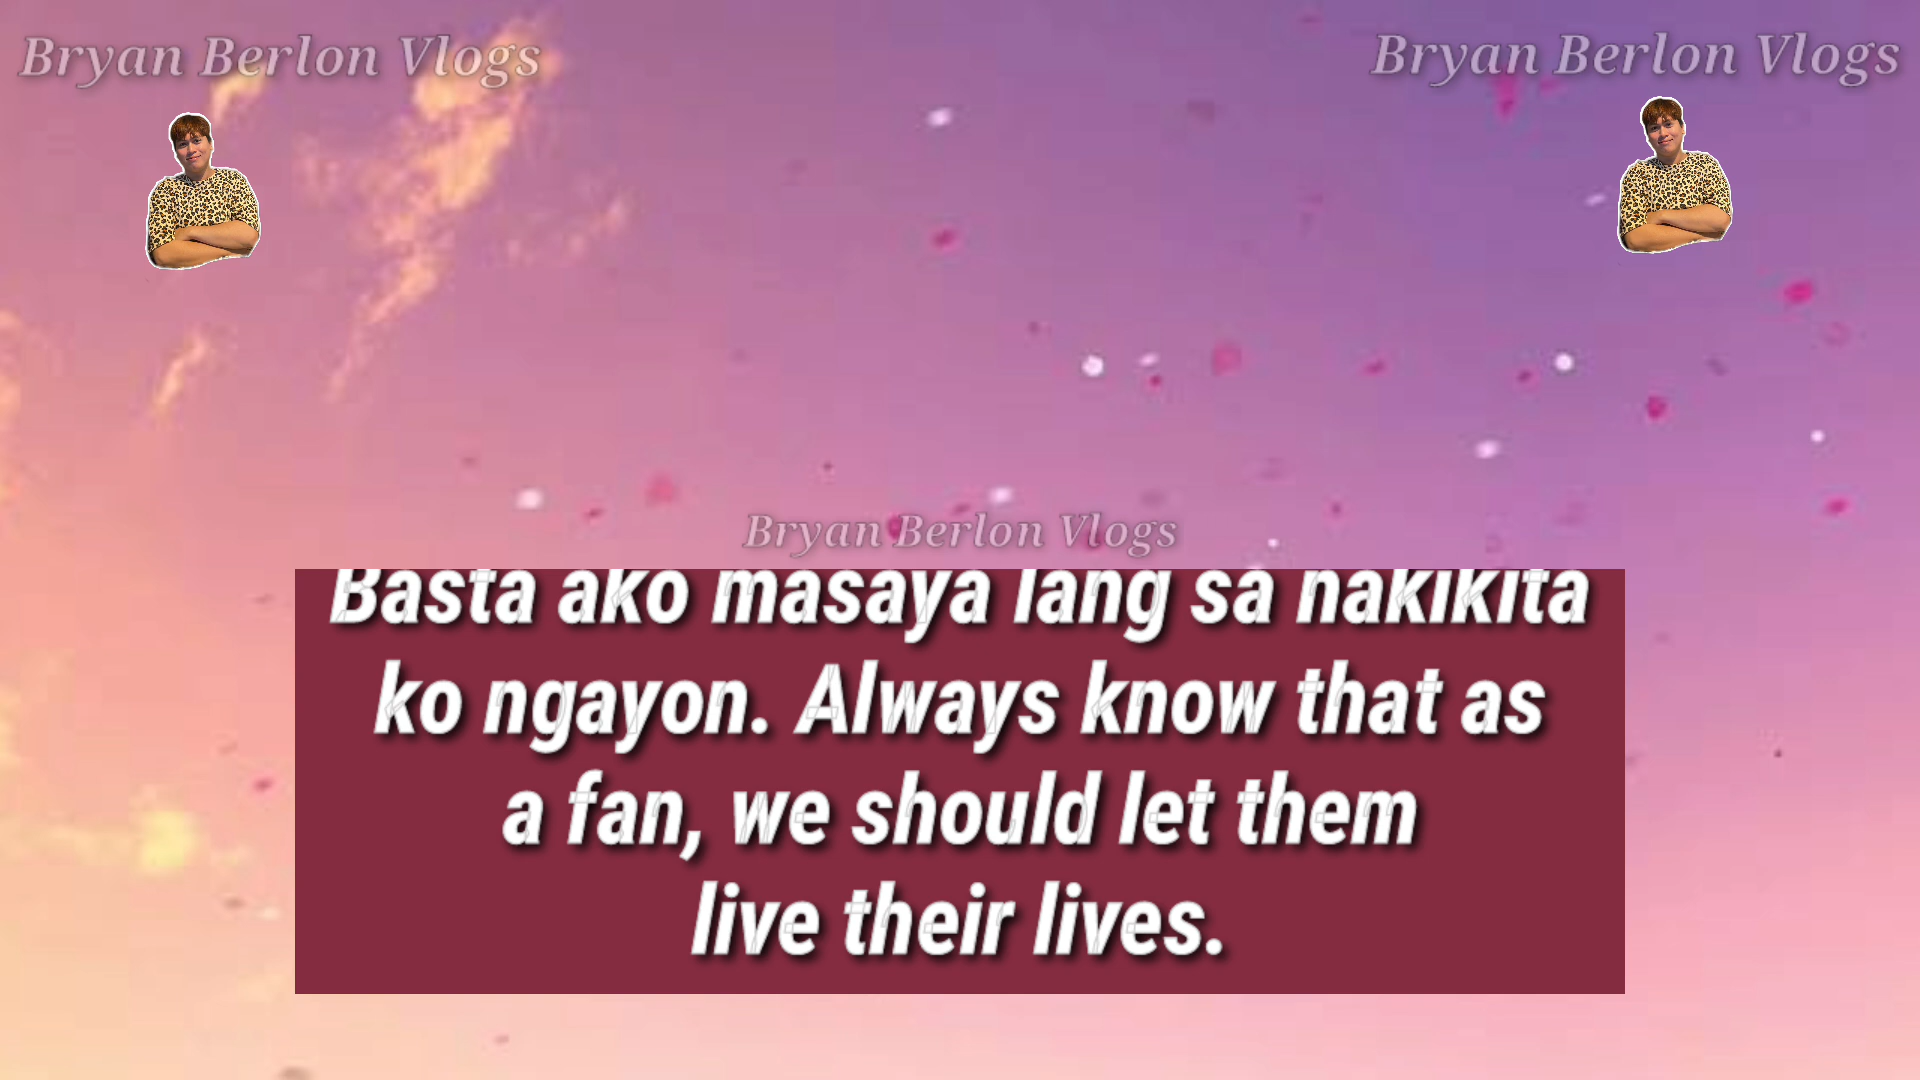 Bryan Berlon Vlogs
Bryan Berlon Vlogs
Bryan Berlon Vlogs
Basta ako masaya lang sa nakikita
ko ngayon. Always know that as
a fan, we should let them
live their lives.